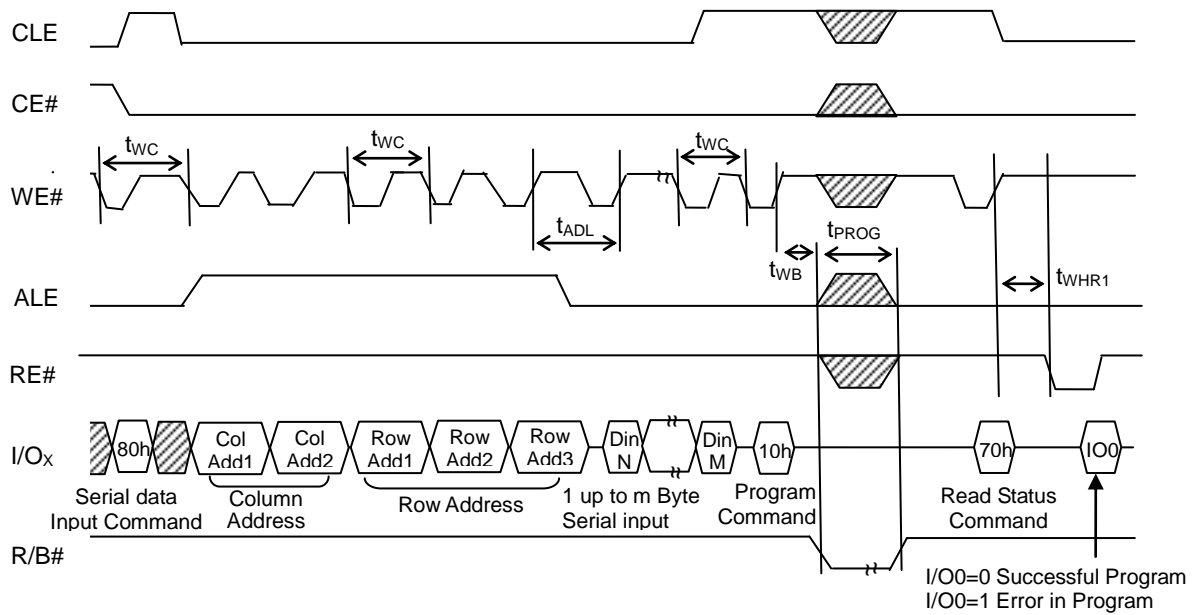 CLE
CE#
tWC
tWC
tWC
WE#
tADL
tPROG
tWB
ALE
tWHR1
RE#
I/OX
80h
Col Add1
Col Add2
Row Add1
Row Add2
Row Add3
Din N
Din M
10h
70h
IO0
Serial data
Input Command
Column
Address
Row Address
1 up to m Byte
Serial input
Program
Command
Read Status
Command
R/B#
I/O0=0 Successful Program
I/O0=1 Error in Program